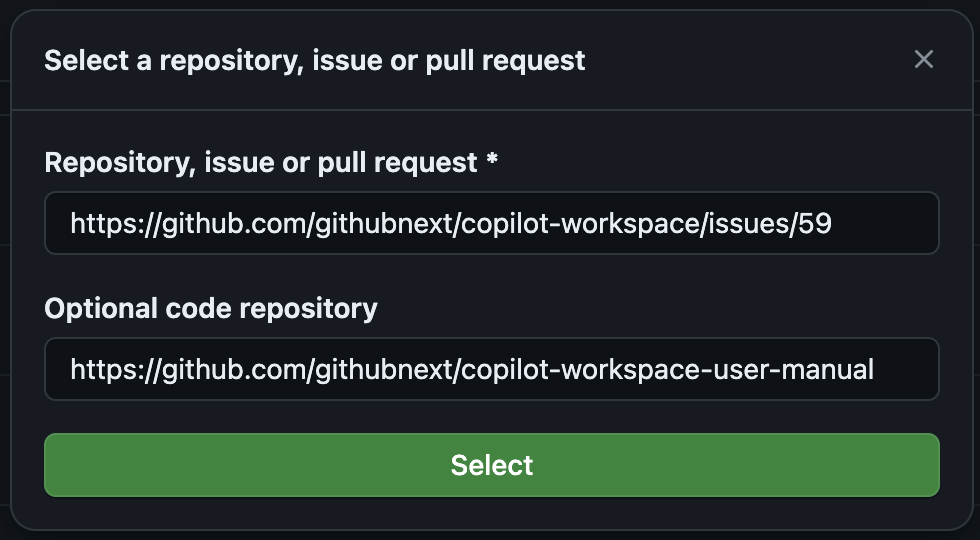 Select a repository, issue or pull request
Repository, issue or pull request *
https://github.com/githubnext/copilot-workspace/issues/59
Optional code repository
https://github.com/githubnext/copilot-workspace-user-manual
Select